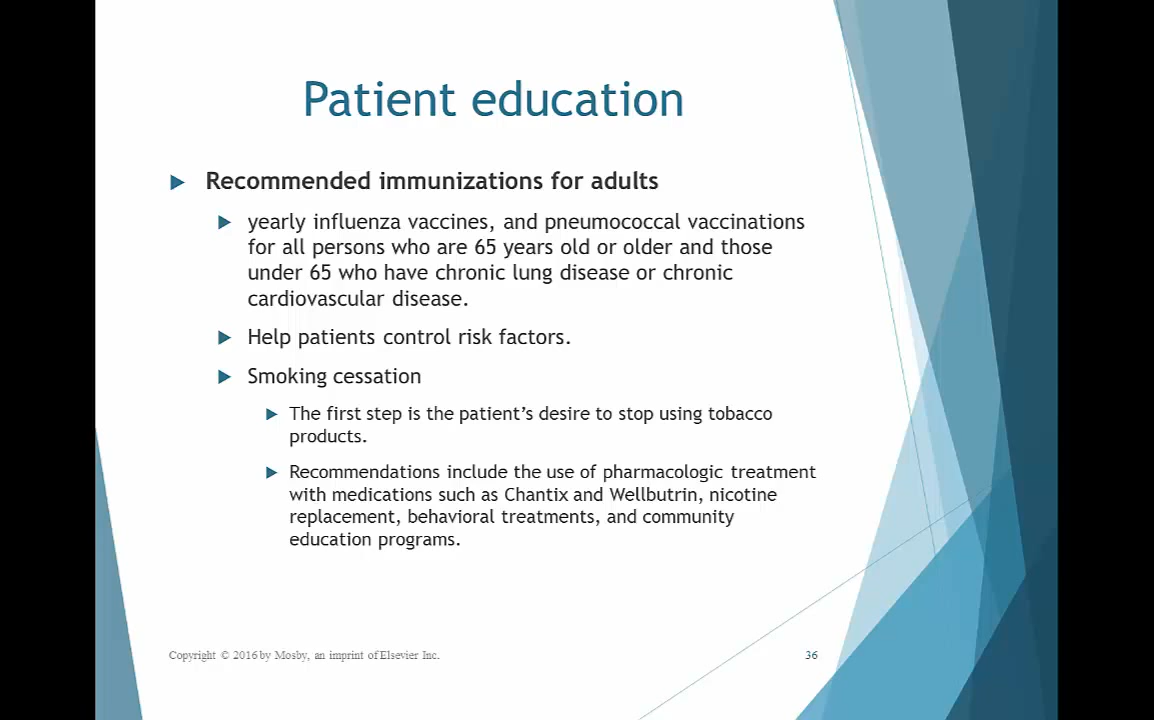 Patient education
Recommended immunizations for adults
yearly influenza vaccines, and pneumococcal vaccinations
for all persons who are 65 years old or older and those
under 65 who have chronic lung disease or chronic
cardiovascular disease.
Help patients control risk factors.
Smoking cessation
The first step is the patient’s desire to stop using tobacco
products.
Recommendations include the use of pharmacologic treatment
with medications such as Chantix and Wellbutrin, nicotine
replacement, behavioral treatments, and community
education programs.
Copyright © 2016 by Mosby, an imprint of Elsevier Inc.
36